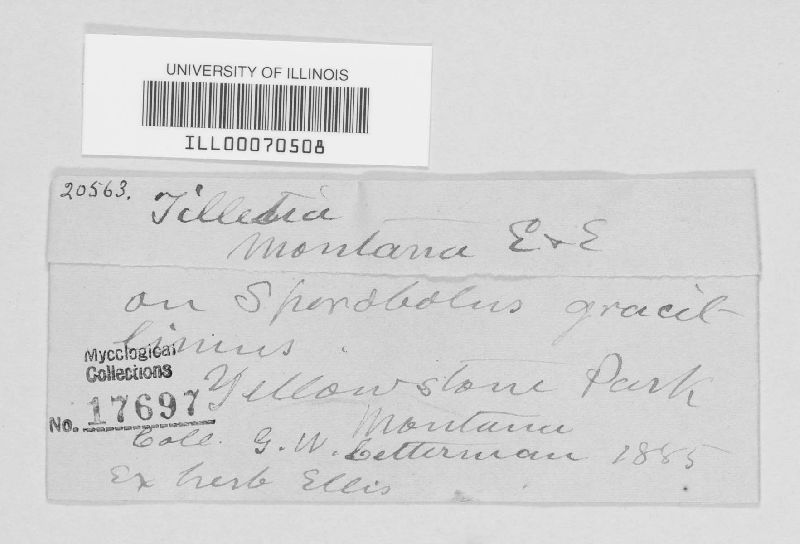 UNIVERSITY OF ILLINOIS
ILL00070508
20563.
Tilletia
Montana E & E
on Sporobolus gracil-
limus.
Mycological
Collections
No. 17697
Yellowstone Park
Montana
Coll. G. W. Letterman 1885
Ex herb Ellis